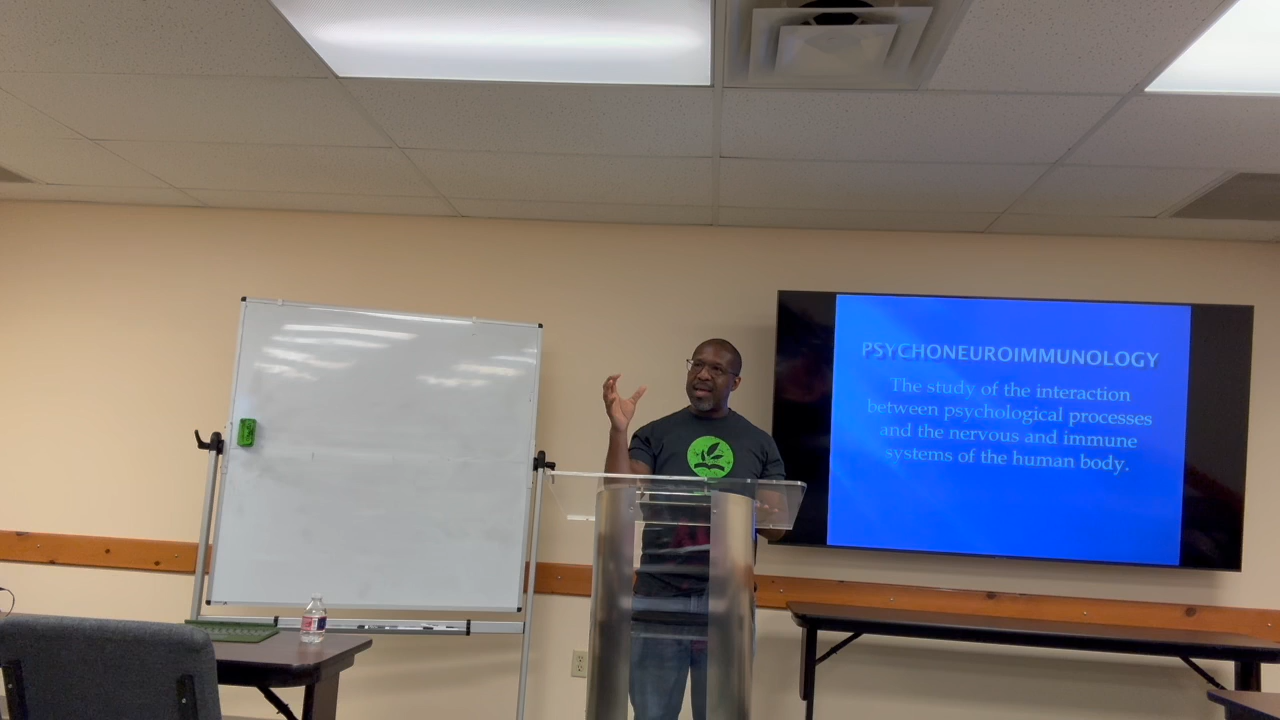 PSYCHONEUROIMMUNOLOGY
The study of the interaction
between psychological processes
and the nervous and immune
systems of the human body.